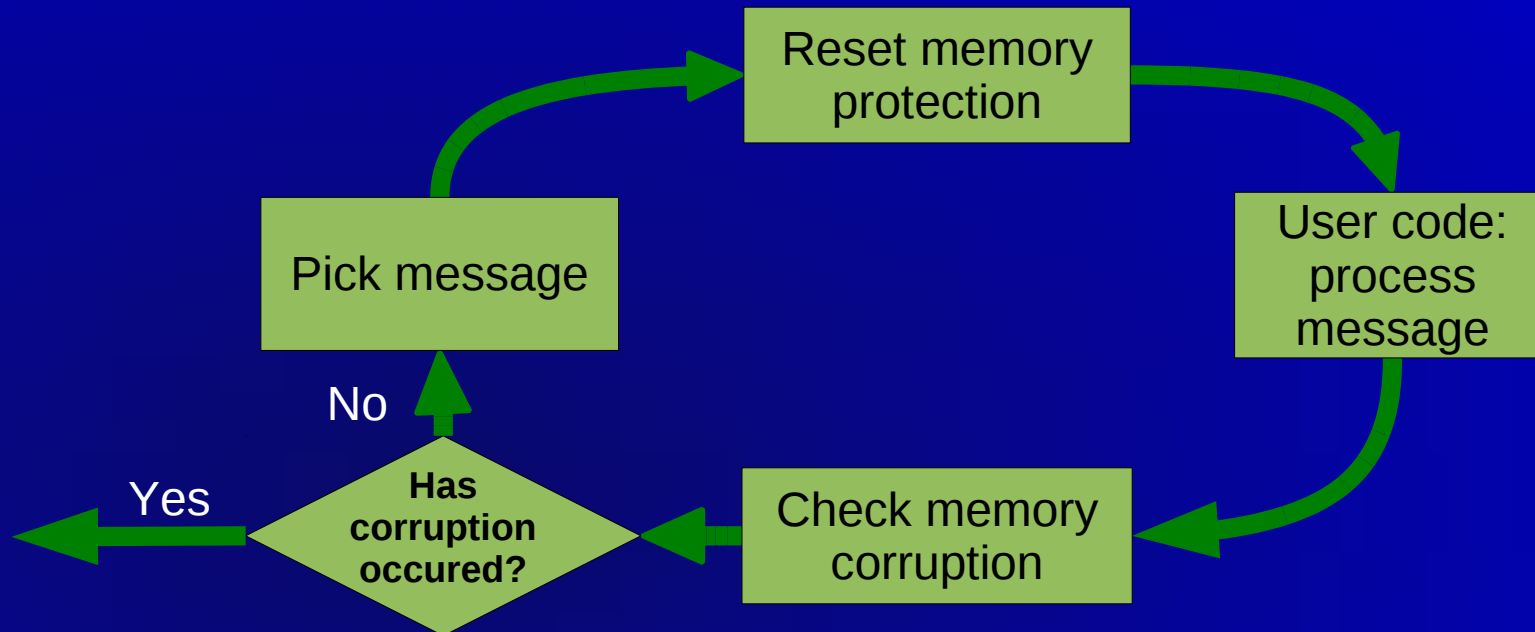 Reset memory
protection
User code:
process
message
Pick message
No
Yes
Has
corruption
occured?
Check memory
corruption